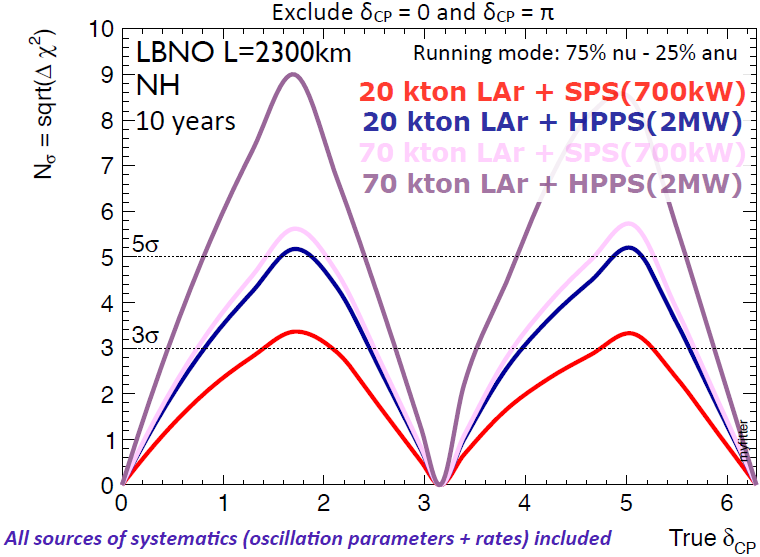 Exclude δCP = 0 and δCP = π
LBNO L=2300km
Running mode: 75% nu - 25% anu
NH
10 years
20 kton LAr + SPS(700kW)
20 kton LAr + HPPS(2MW)
70 kton LAr + SPS(700kW)
70 kton LAr + HPPS(2MW)
Nσ = sqrt(Δ χ²)
10
9
8
7
6
5
4
3
2
1
0
5σ
3σ
myfitter
0 1 2 3 4 5 6
True δCP
All sources of systematics (oscillation parameters + rates) included